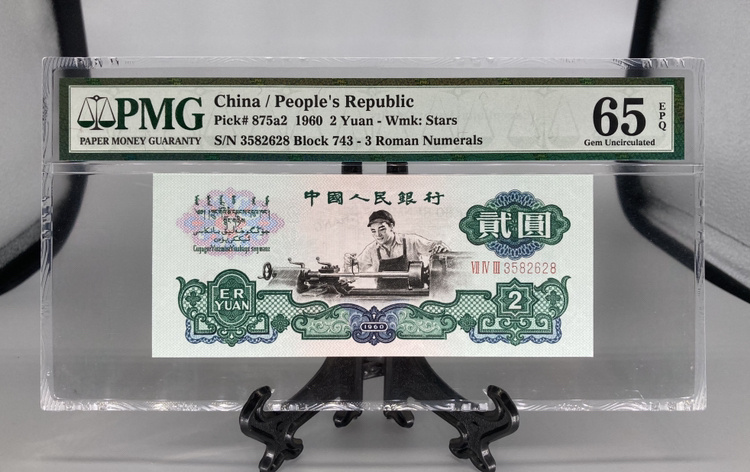 PMG
PAPER MONEY GUARANTY
China / People's Republic
Pick# 875a2 1960 2 Yuan - Wmk: Stars
S/N 3582628 Block 743 - 3 Roman Numerals
65
EPQ
Gem Uncirculated
中國人民銀行
貳圓
VII IV III 3582628
ER
YUAN
1960
2